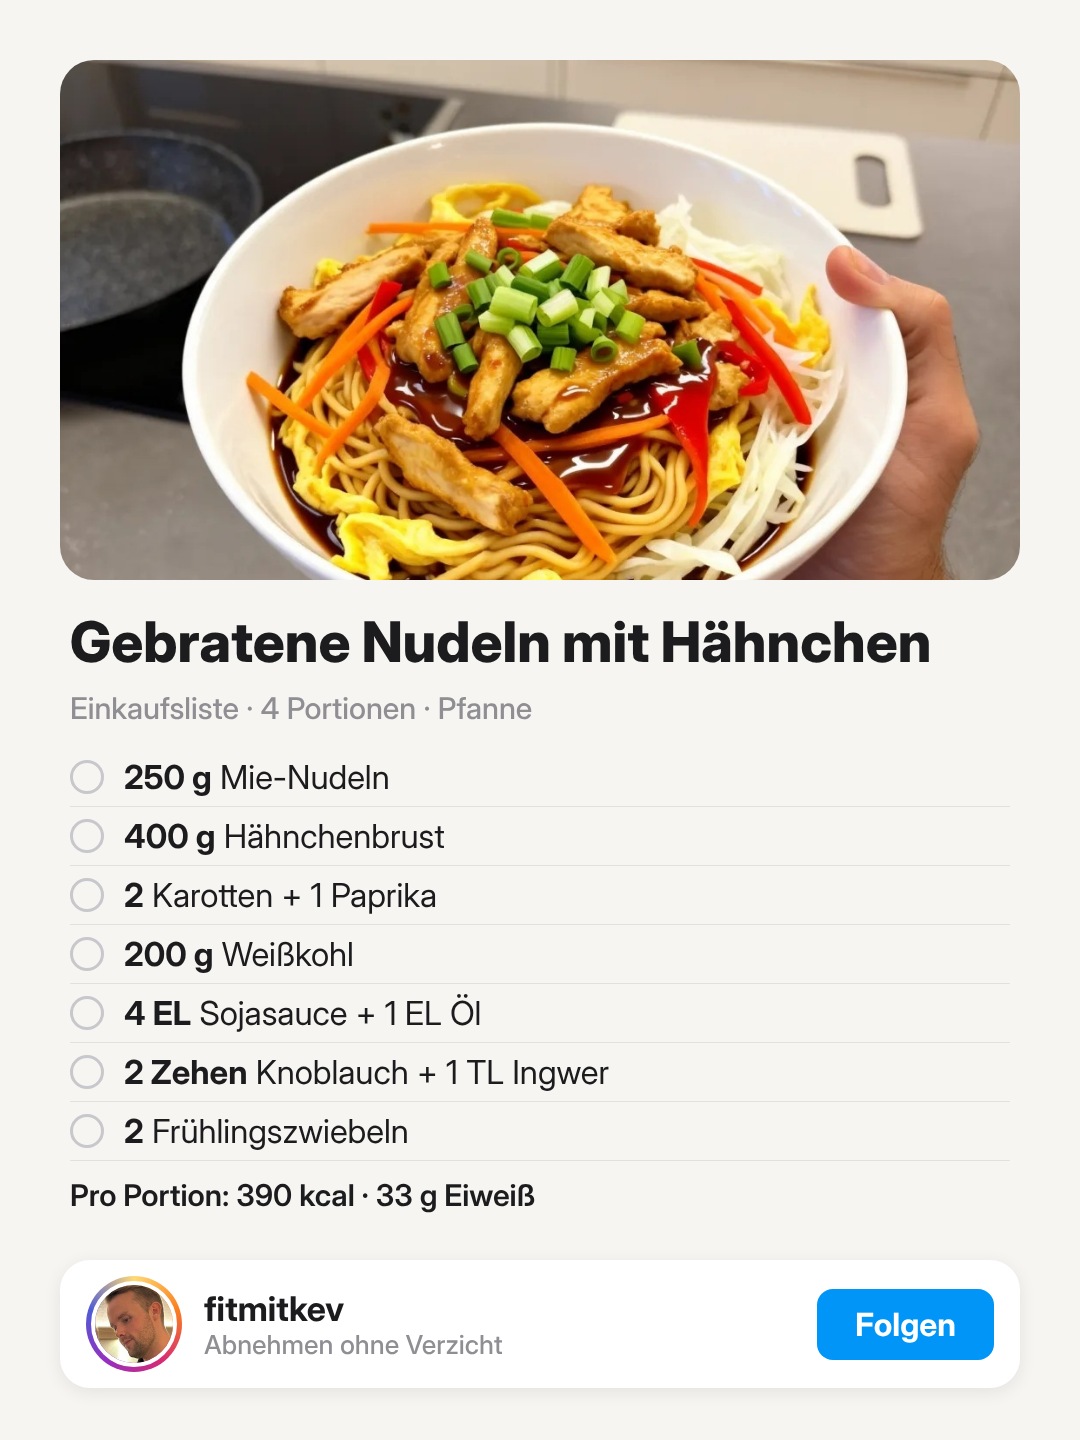 Gebratene Nudeln mit Hähnchen
Einkaufsliste · 4 Portionen · Pfanne
250 g Mie-Nudeln
400 g Hähnchenbrust
2 Karotten + 1 Paprika
200 g Weißkohl
4 EL Sojasauce + 1 EL Öl
2 Zehen Knoblauch + 1 TL Ingwer
2 Frühlingszwiebeln
Pro Portion: 390 kcal · 33 g Eiweiß
fitmitkev
Abnehmen ohne Verzicht
Folgen